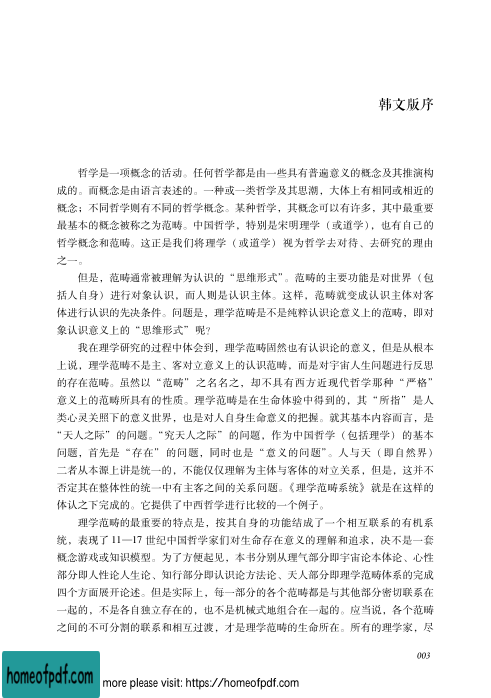 韩文版序
哲学是一项概念的活动。任何哲学都是由一些具有普遍意义的概念及其推演构
成的。而概念是由语言表述的。一种或一类哲学及其思潮，大体上有相同或相近的
概念；不同哲学则有不同的哲学概念。某种哲学，其概念可以有许多，其中最重要
最基本的概念被称之为范畴。中国哲学，特别是宋明理学（或道学），也有自己的
哲学概念和范畴。这正是我们将理学（或道学）视为哲学去对待、去研究的理由
之一。
但是，范畴通常被理解为认识的“思维形式”。范畴的主要功能是对世界（包
括人自身）进行对象认识，而人则是认识主体。这样，范畴就变成认识主体对客
体进行认识的先决条件。问题是，理学范畴是不是纯粹认识论意义上的范畴，即对
象认识意义上的“思维形式”呢？
我在理学研究的过程中体会到，理学范畴固然也有认识论的意义，但是从根本
上说，理学范畴不是主、客对立意义上的认识范畴，而是对宇宙人生问题进行反思
的存在范畴。虽然以“范畴”之名名之，却不具有西方近现代哲学那种“严格”
意义上的范畴所具有的性质。理学范畴是在生命体验中得到的，其“所指”是人
类心灵关照下的意义世界，也是对人自身生命意义的把握。就其基本内容而言，是
“天人之际”的问题。“究天人之际”的问题，作为中国哲学（包括理学）的基本
问题，首先是“存在”的问题，同时也是“意义的问题”。人与天（即自然界）
二者从本源上讲是统一的，不能仅仅理解为主体与客体的对立关系，但是，这并不
否定其在整体性的统一中有主客之间的关系问题。《理学范畴系统》就是在这样的
体认之下完成的。它提供了中西哲学进行比较的一个例子。
理学范畴的最重要的特点是，按其自身的功能结成了一个相互联系的有机系
统，表现了 11—17 世纪中国哲学家们对生命存在意义的理解和追求，决不是一套
概念游戏或知识模型。为了方便起见，本书分别从理气部分即宇宙论本体论、心性
部分即人性论人生论、知行部分即认识论方法论、天人部分即理学范畴体系的完成
四个方面展开论述。但是实际上，每一部分的各个范畴都是与其他部分密切联系在
一起的，不是各自独立存在的，也不是机械式地组合在一起的。应当说，各个范畴
之间的不可分割的联系和相互过渡，才是理学范畴的生命所在。所有的理学家，尽
003
homeofpdf.com
more please visit: https://homeofpdf.com